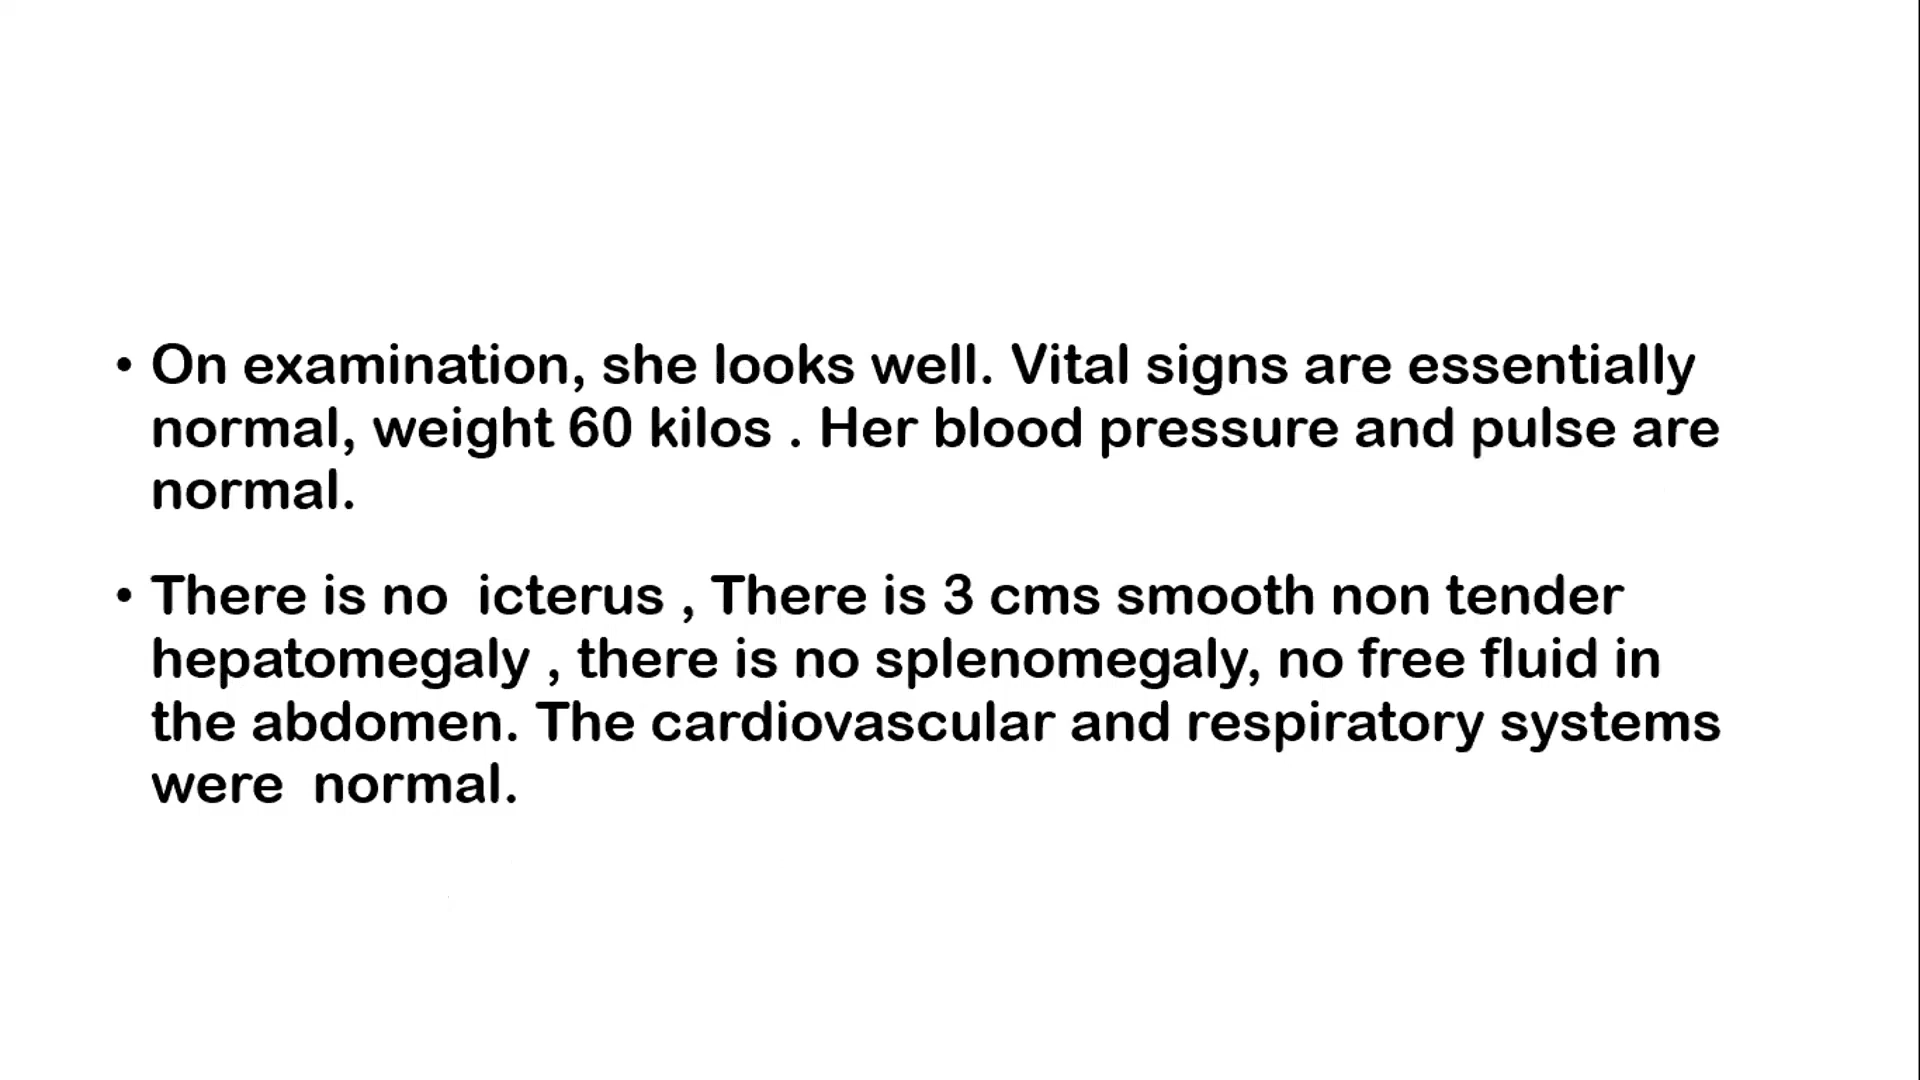 • On examination, she looks well. Vital signs are essentially
normal, weight 60 kilos . Her blood pressure and pulse are
normal.
• There is no  icterus , There is 3 cms smooth non tender
hepatomegaly , there is no splenomegaly, no free fluid in
the abdomen. The cardiovascular and respiratory systems
were  normal.